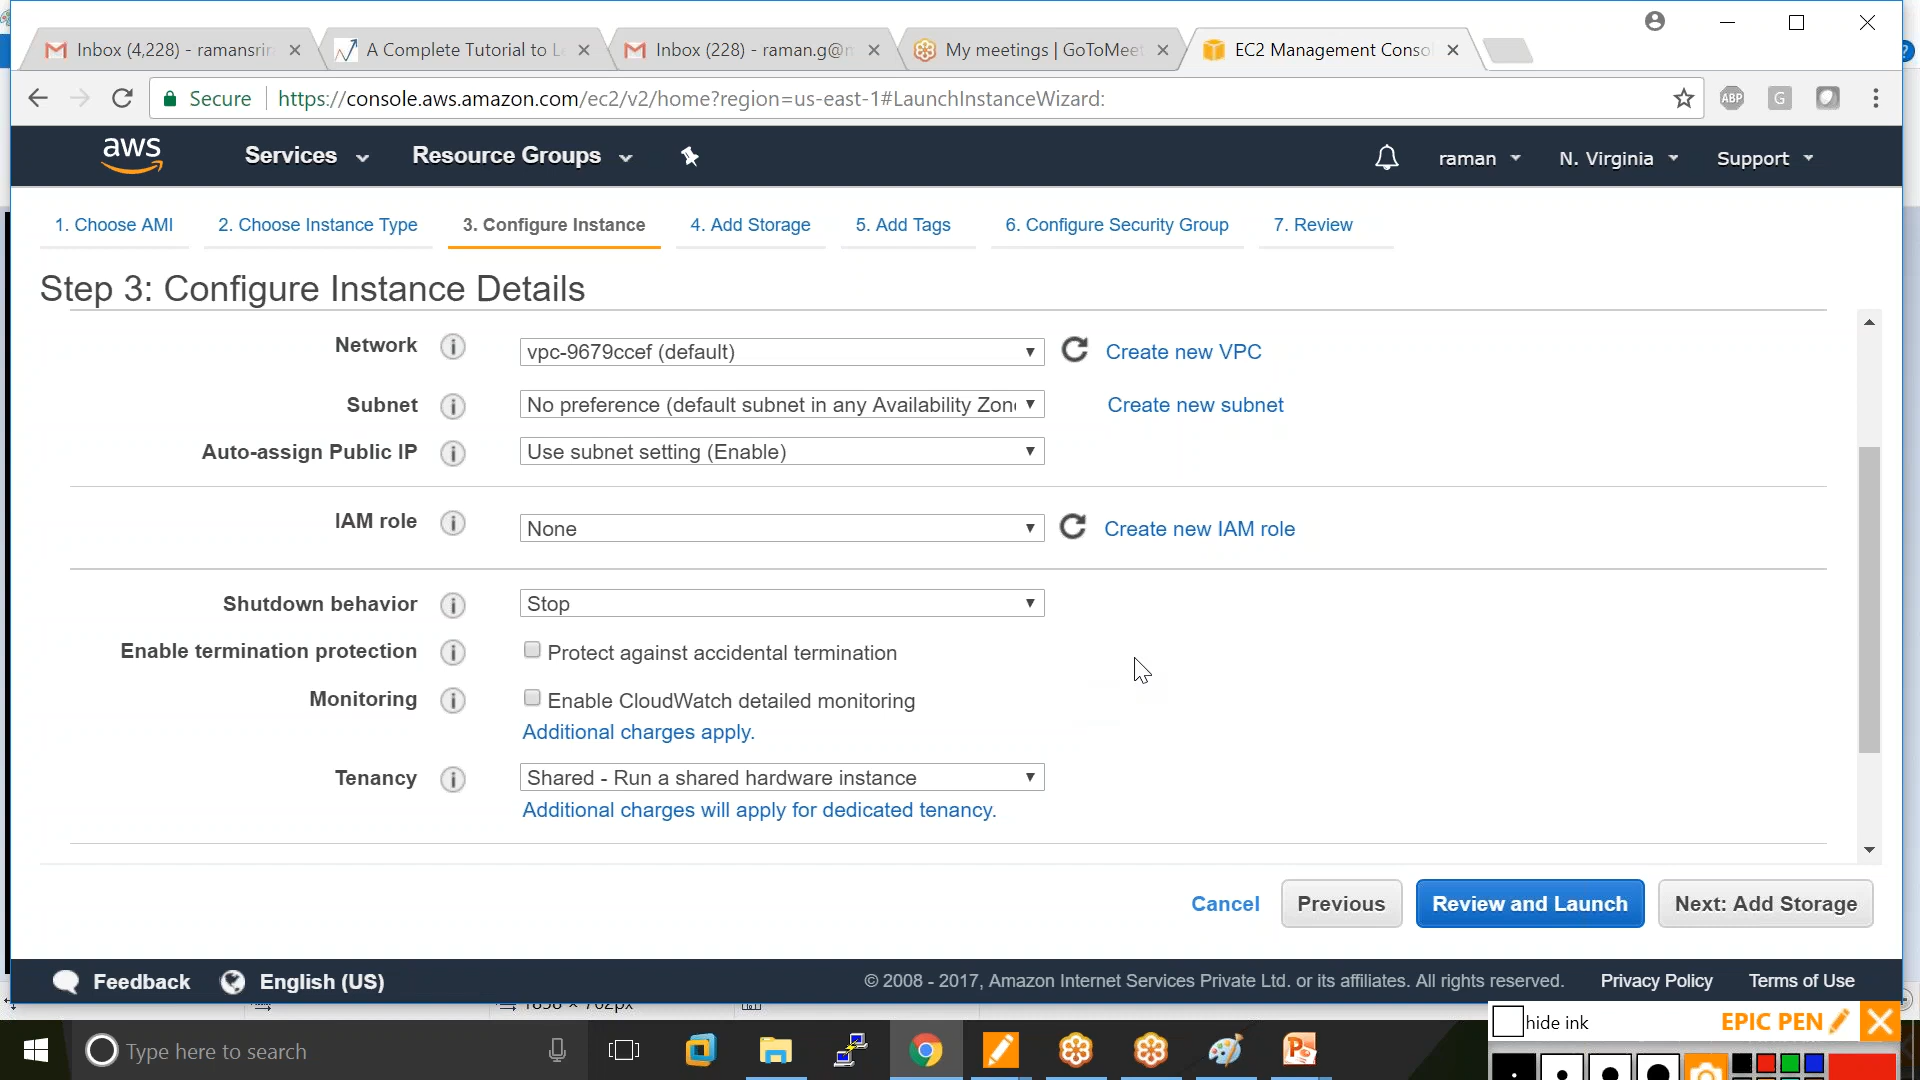 Inbox (4,228) - ramansrin
A Complete Tutorial to Le
Inbox (228) - raman.g@n
My meetings | GoToMeet
EC2 Management Conso
Secure
https://console.aws.amazon.com/ec2/v2/home?region=us-east-1#LaunchInstanceWizard:
ABP
G
aws
Services
Resource Groups
raman
N. Virginia
Support
1. Choose AMI
2. Choose Instance Type
3. Configure Instance
4. Add Storage
5. Add Tags
6. Configure Security Group
7. Review
Step 3: Configure Instance Details
Network
vpc-9679ccef (default)
Create new VPC
Subnet
No preference (default subnet in any Availability Zon
Create new subnet
Auto-assign Public IP
Use subnet setting (Enable)
IAM role
None
Create new IAM role
Shutdown behavior
Stop
Enable termination protection
Protect against accidental termination
Monitoring
Enable CloudWatch detailed monitoring
Additional charges apply.
Tenancy
Shared - Run a shared hardware instance
Additional charges will apply for dedicated tenancy.
Cancel
Previous
Review and Launch
Next: Add Storage
Feedback
English (US)
© 2008 - 2017, Amazon Internet Services Private Ltd. or its affiliates. All rights reserved.
Privacy Policy
Terms of Use
hide ink
EPIC PEN
Type here to search